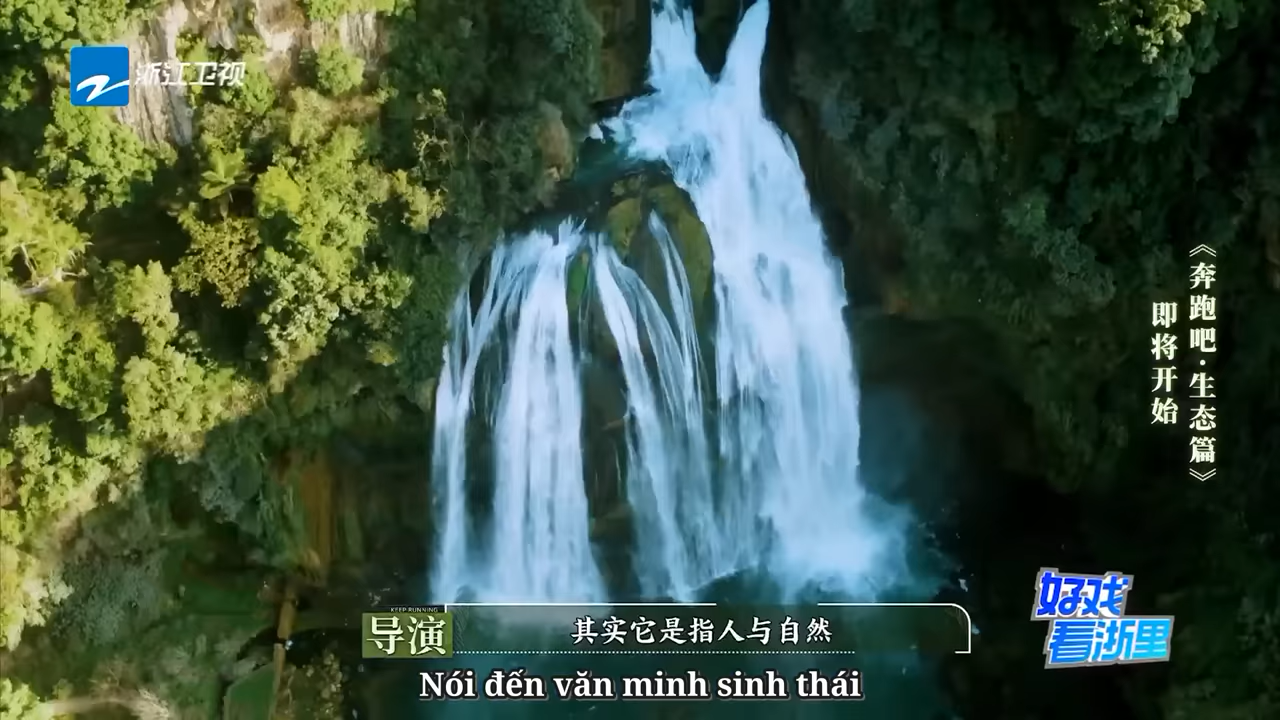 浙江卫视
《奔跑吧·生态篇》
即将开始
KEEP RUNNING
导演
其实它是指人与自然
好戏
看浙里
Nói đến văn minh sinh thái